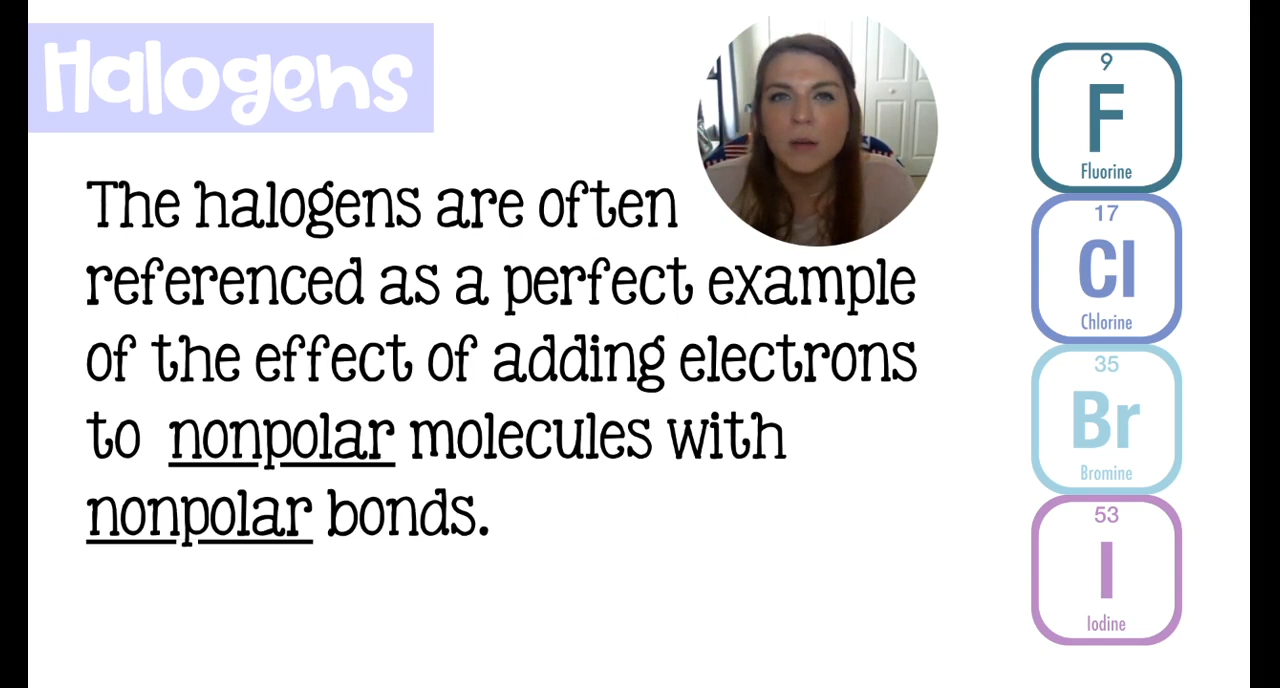 Halogens
The halogens are often
referenced as a perfect example
of the effect of adding electrons
to nonpolar molecules with
nonpolar bonds.
9
F
Fluorine
17
Cl
Chlorine
35
Br
Bromine
53
I
Iodine